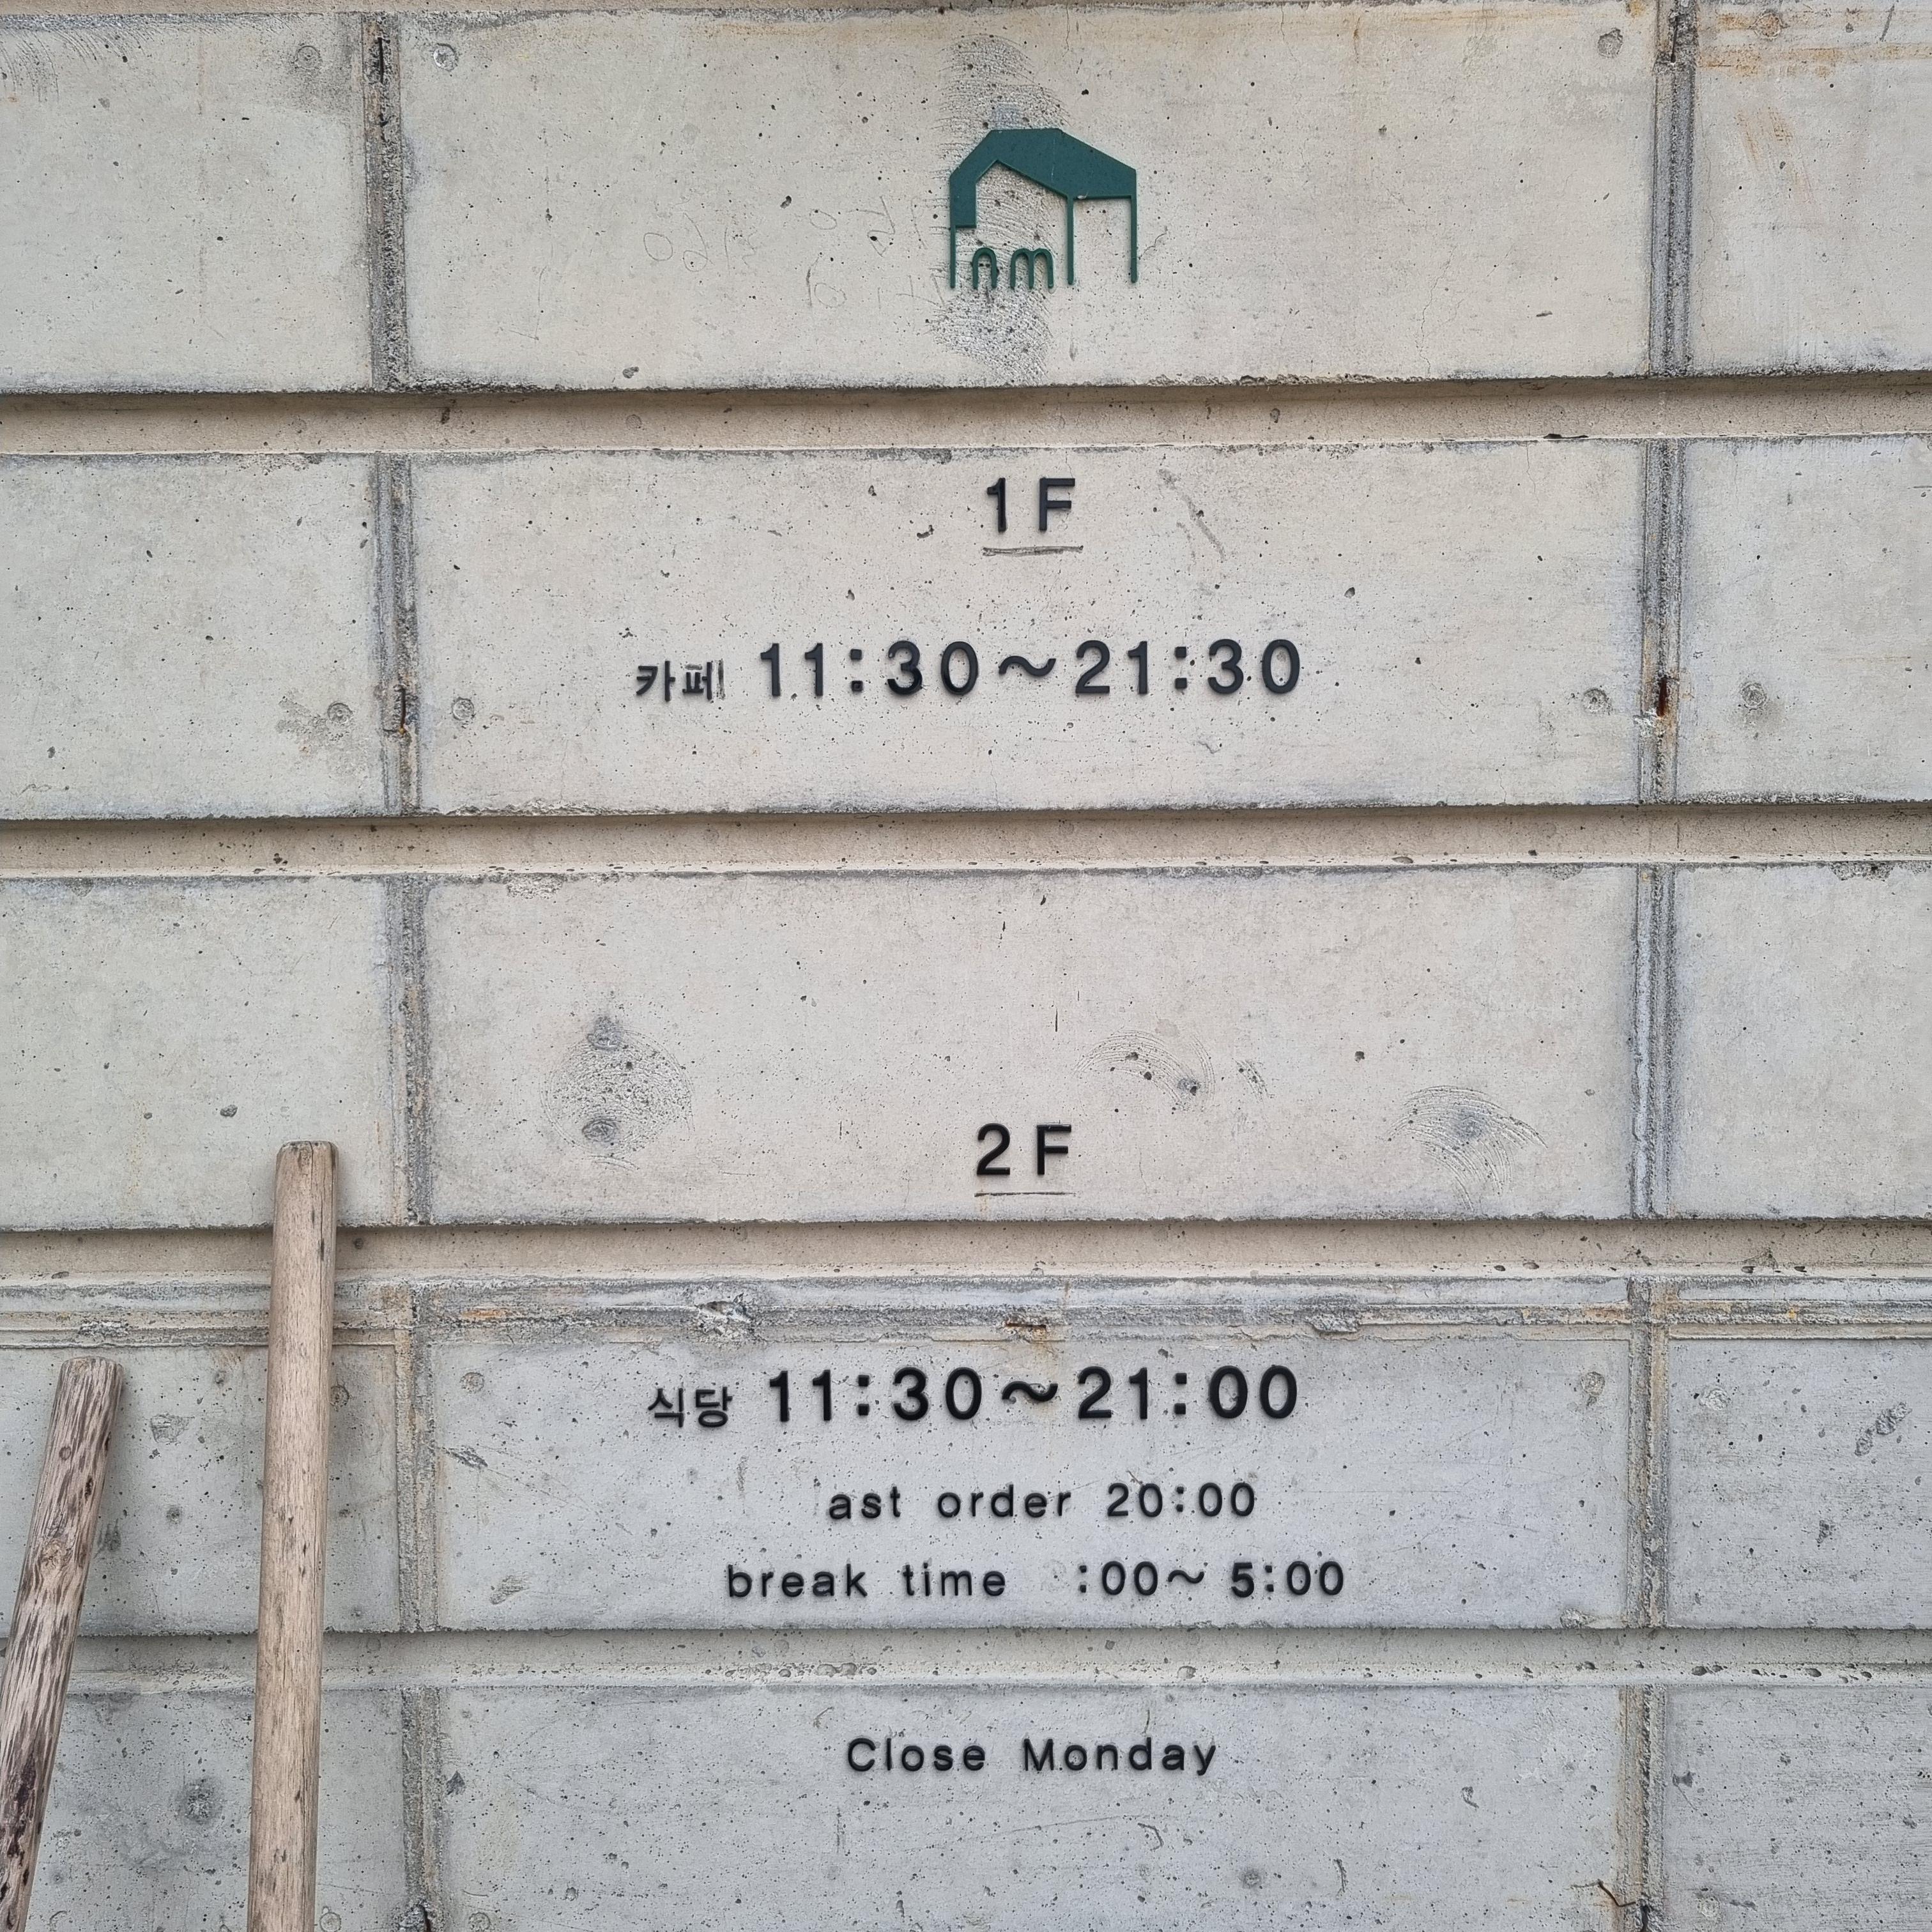 nm
1F
카페 11:30~21:30
2F
식당 11:30~21:00
ast order 20:00
break time :00~ 5:00
Close Monday